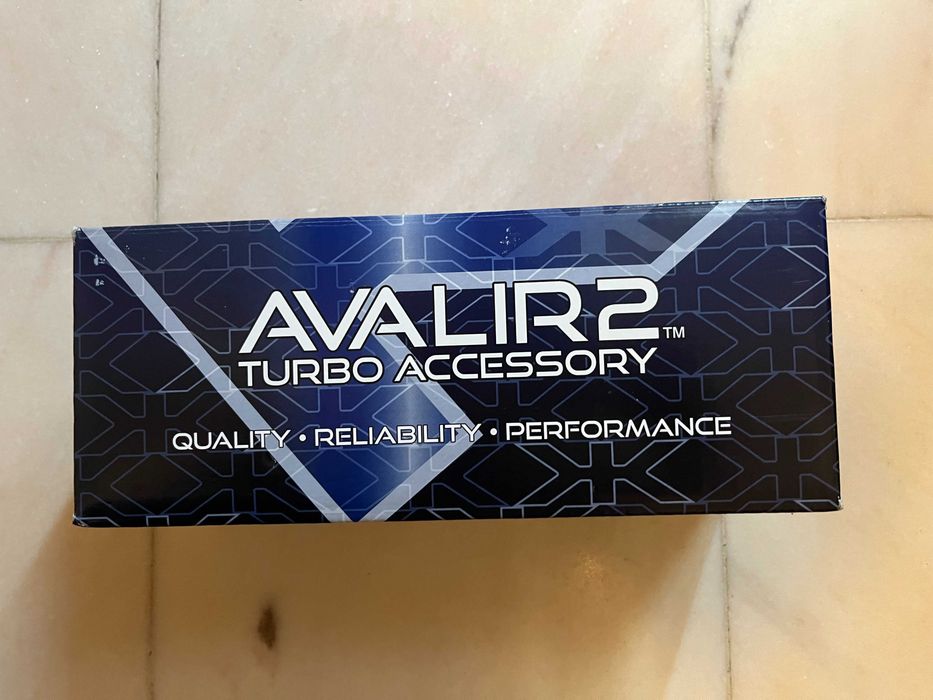 AVALIR2™
TURBO ACCESSORY
QUALITY • RELIABILITY • PERFORMANCE